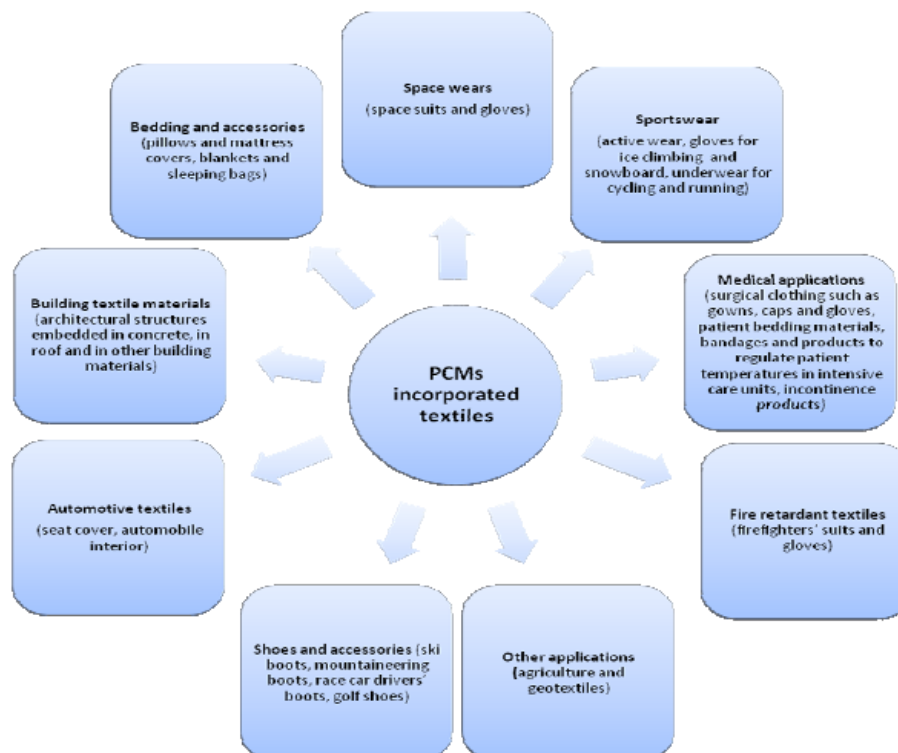 Space wears
(space suits and gloves)
Bedding and accessories
(pillows and mattress
covers, blankets and
sleeping bags)
Sportswear
(active wear, gloves for
ice climbing and
snowboard, underwear for
cycling and running)
Building textile materials
(architectural structures
embedded in concrete, in
roof and in other building
materials)
PCMs
incorporated
textiles
Medical applications
(surgical clothing such as
gowns, caps and gloves,
patient bedding materials,
bandages and products to
regulate patient
temperatures in intensive
care units, incontinence
products)
Automotive textiles
(seat cover, automobile
interior)
Fire retardant textiles
(firefighters' suits and
gloves)
Shoes and accessories (ski
boots, mountaineering
boots, race car drivers'
boots, golf shoes)
Other applications
(agriculture and
geotextiles)